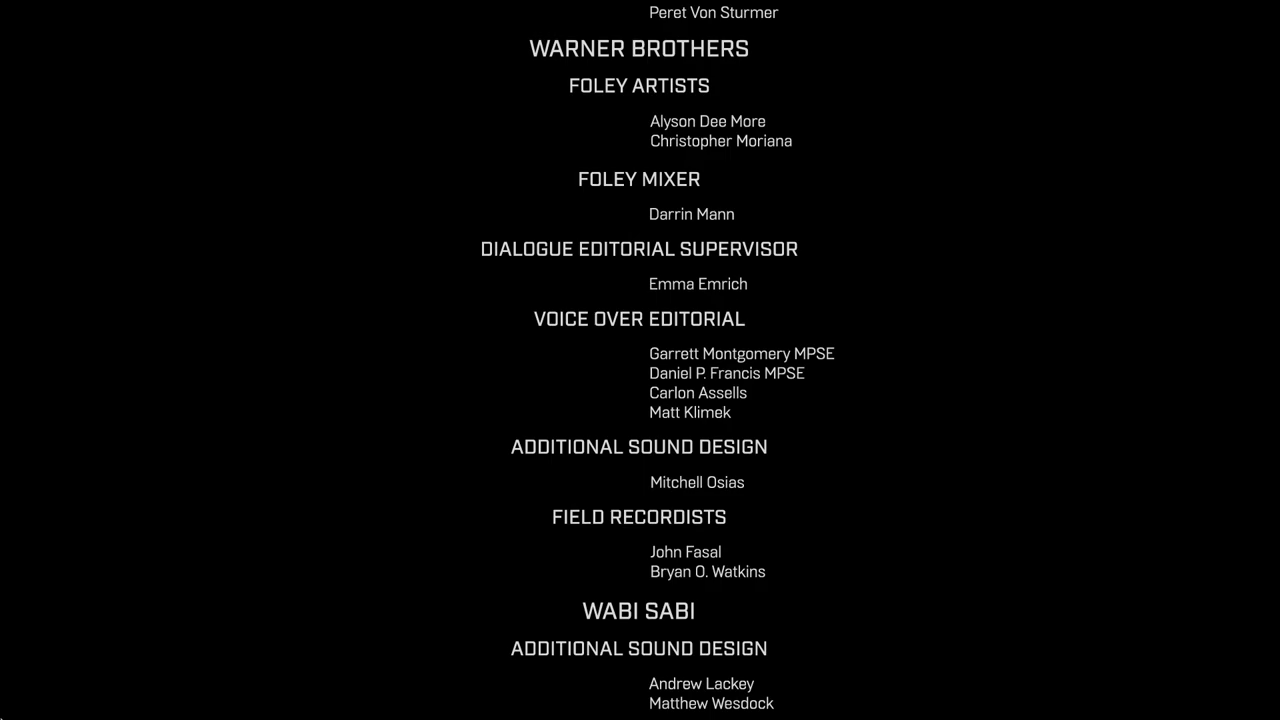 Peret Von Sturmer
WARNER BROTHERS
FOLEY ARTISTS
Alyson Dee More
Christopher Moriana
FOLEY MIXER
Darrin Mann
DIALOGUE EDITORIAL SUPERVISOR
Emma Emrich
VOICE OVER EDITORIAL
Garrett Montgomery MPSE
Daniel P. Francis MPSE
Carlon Assells
Matt Klimek
ADDITIONAL SOUND DESIGN
Mitchell Osias
FIELD RECORDISTS
John Fasal
Bryan O. Watkins
WABI SABI
ADDITIONAL SOUND DESIGN
Andrew Lackey
Matthew Wesdock